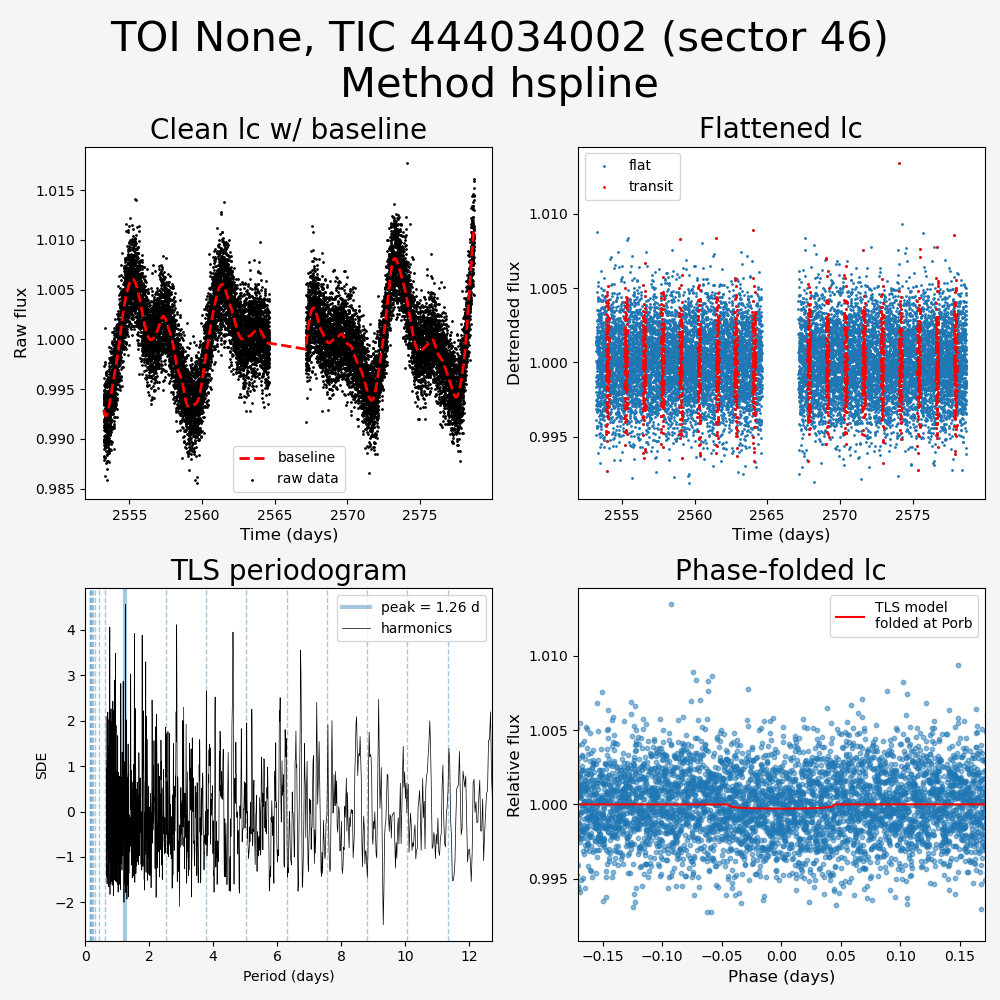 TOI None, TIC 444034002 (sector 46)
Method hspline
Clean lc w/ baseline
Raw flux
1.015
1.010
1.005
1.000
0.995
0.990
0.985
baseline
raw data
2555
2560
2565
2570
2575
Time (days)
Flattened lc
Detrended flux
1.010
1.005
1.000
0.995
flat
transit
2555
2560
2565
2570
2575
Time (days)
TLS periodogram
SDE
4
3
2
1
0
−1
−2
peak = 1.26 d
harmonics
0
2
4
6
8
10
12
Period (days)
Phase-folded lc
Relative flux
1.010
1.005
1.000
0.995
TLS model
folded at Porb
−0.15
−0.10
−0.05
0.00
0.05
0.10
0.15
Phase (days)